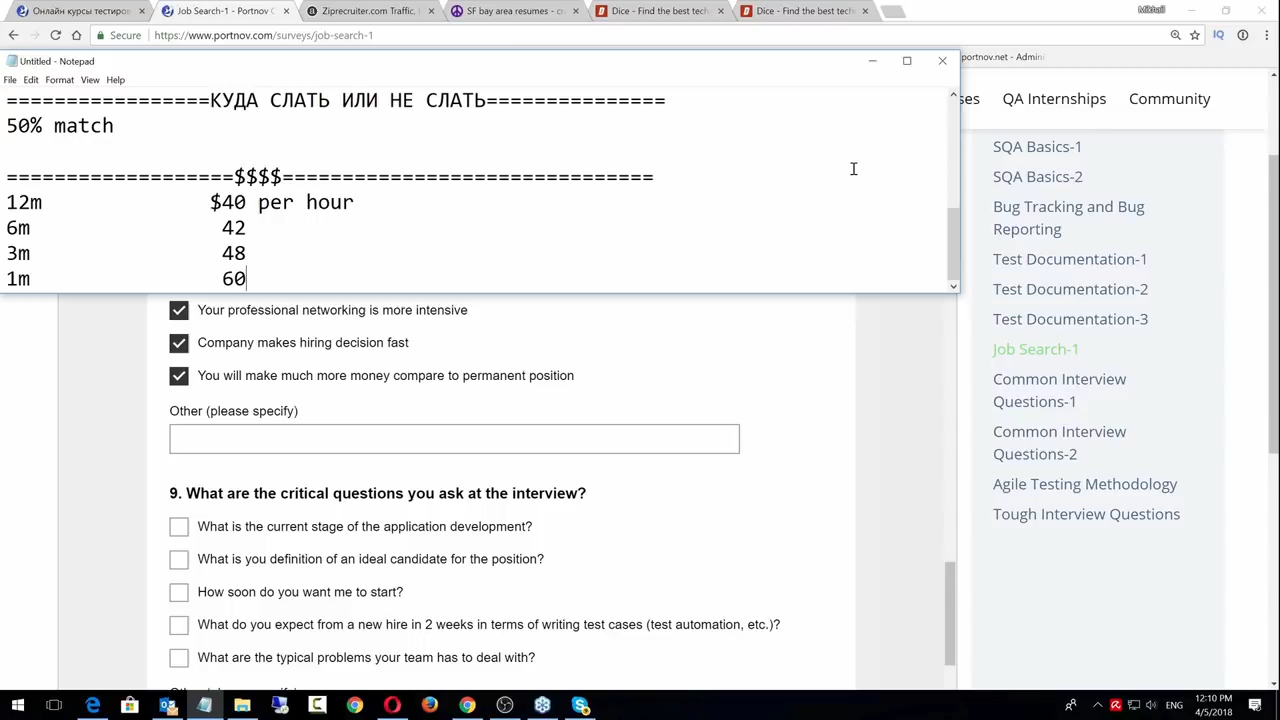 Онлайн курсы тестиров
Job Search-1 - Portnov C
Ziprecruiter.com Traffic,
SF bay area resumes - cr
Dice - Find the best tech
Dice - Find the best tech
Mikhail
Secure
https://www.portnov.com/surveys/job-search-1
Untitled - Notepad
portnov.net - Admini
File Edit Format View Help
=================КУДА СЛАТЬ ИЛИ НЕ СЛАТЬ===============
50% match
===================$$$$===============================
12m $40 per hour
6m 42
3m 48
1m 60
ses
QA Internships
Community
SQA Basics-1
SQA Basics-2
Bug Tracking and Bug
Reporting
Test Documentation-1
Test Documentation-2
Test Documentation-3
Job Search-1
Common Interview
Questions-1
Common Interview
Questions-2
Agile Testing Methodology
Tough Interview Questions
Your professional networking is more intensive
Company makes hiring decision fast
You will make much more money compare to permanent position
Other (please specify)
9. What are the critical questions you ask at the interview?
What is the current stage of the application development?
What is you definition of an ideal candidate for the position?
How soon do you want me to start?
What do you expect from a new hire in 2 weeks in terms of writing test cases (test automation, etc.)?
What are the typical problems your team has to deal with?
ENG
12:10 PM
4/5/2018